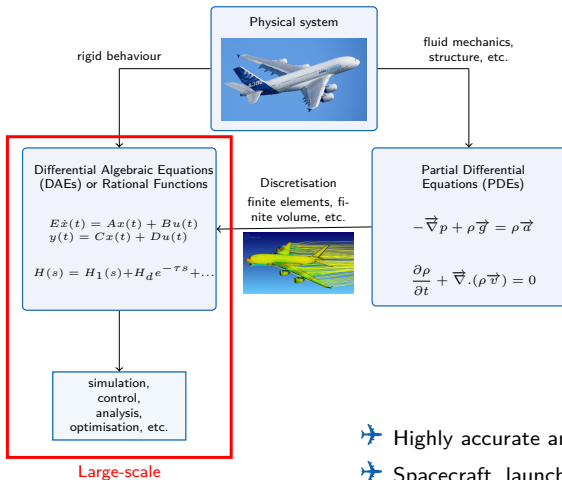 Physical system
rigid behaviour
fluid mechanics,
structure, etc.
Differential Algebraic Equations
(DAEs) or Rational Functions
Eẋ(t) = Ax(t) + Bu(t)
y(t) = Cx(t) + Du(t)
H(s) = H₁(s)+H_d e^{−τs}+...
Discretisation
finite elements, fi-
nite volume, etc.
Partial Differential
Equations (PDEs)
−∇⃗p + ρg⃗ = ρa⃗
∂ρ/∂t + ∇⃗.(ρv⃗) = 0
simulation,
control,
analysis,
optimisation, etc.
Large-scale
Highly accurate an
Spacecraft, launch